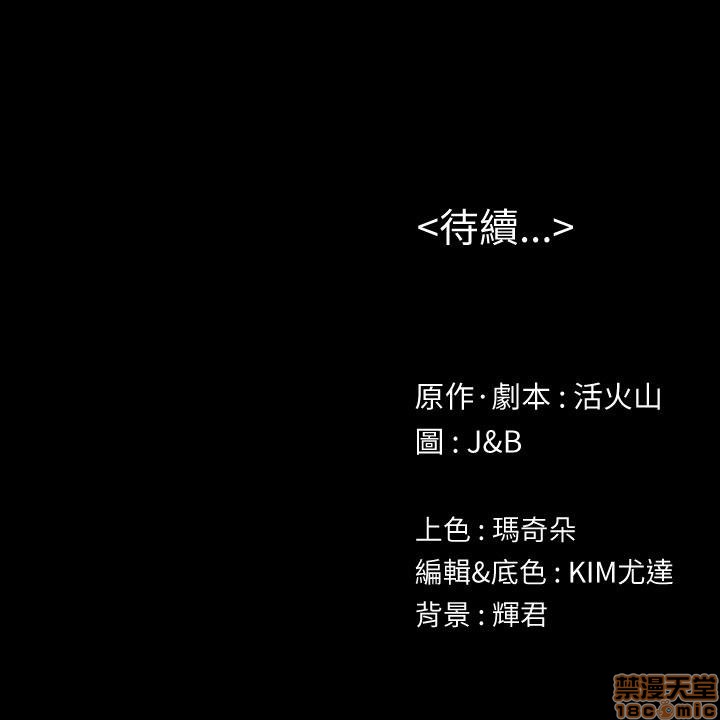 <待續...>
原作·劇本 : 活火山
圖 : J&B
上色 : 瑪奇朵
編輯&底色 : KIM尤達
背景 : 輝君
禁漫天堂
18comic